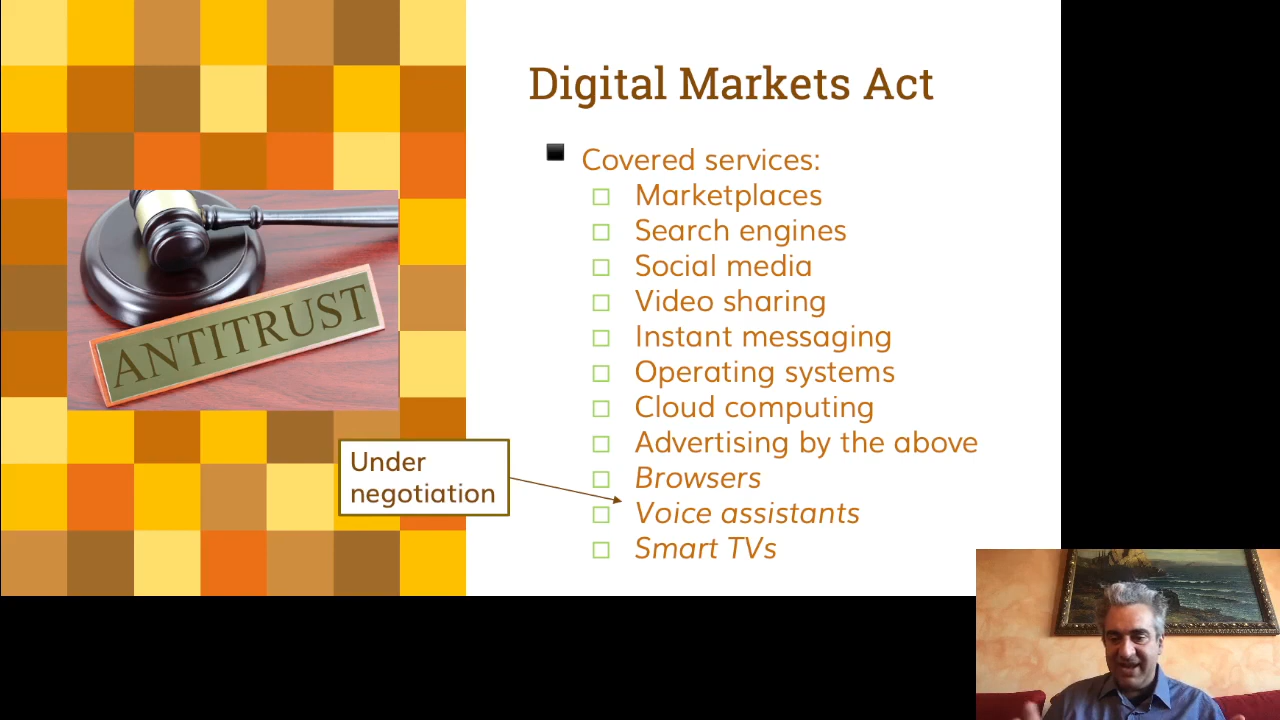 Digital Markets Act
Covered services:
Marketplaces
Search engines
Social media
Video sharing
Instant messaging
Operating systems
Cloud computing
Advertising by the above
Browsers
Voice assistants
Smart TVs
ANTITRUST
Under
negotiation